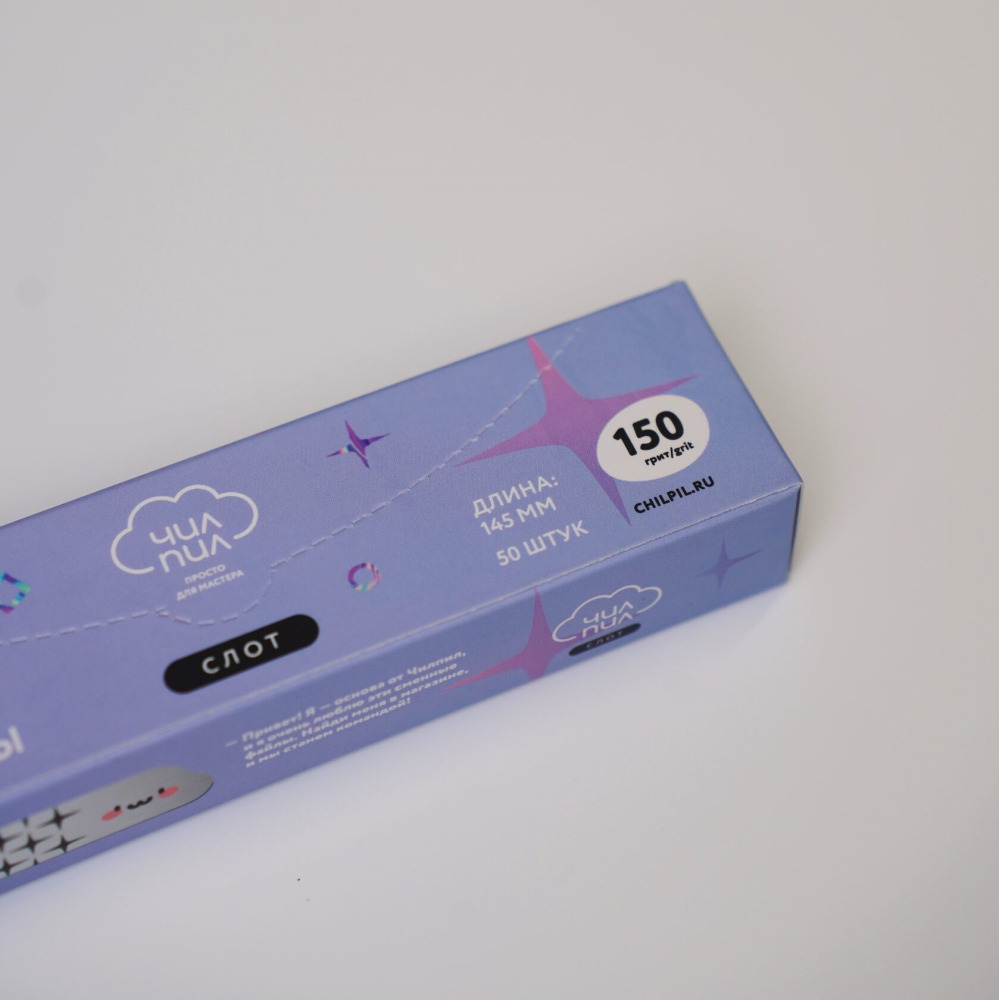 150
грит/grit
CHILPIL.RU
ДЛИНА:
145 ММ
50 ШТУК
ЧИЛ
ПИЛ
ПРОСТО
ДЛЯ МАСТЕРА
СЛОТ
Ы
ЧИЛ
ПИЛ
СЛОТ
— Привет! Я — основа от Чилпил,
и я очень люблю эти сменные
файлы. Найди меня в магазине,
и мы станем командой!